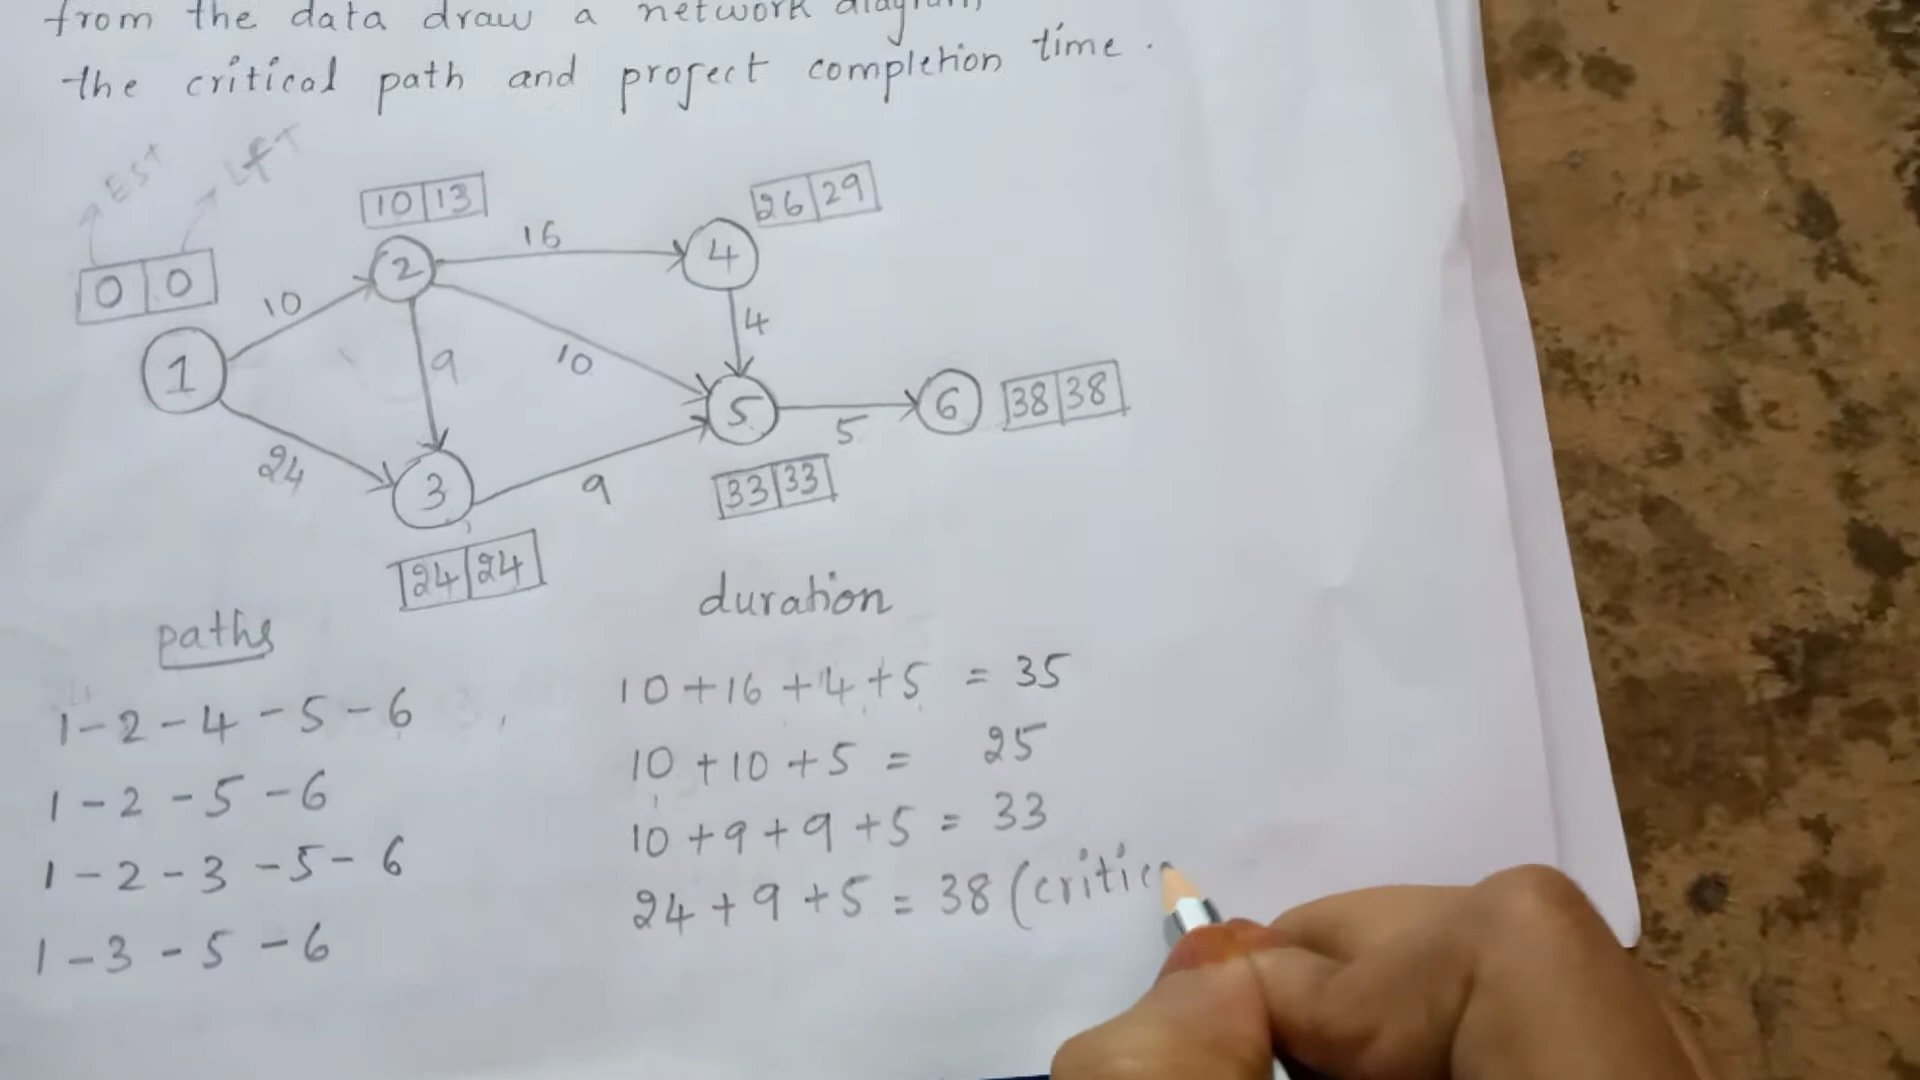 from the data draw a network diagram,
the critical path and project completion time.
EST
LFT
0 0
10 13
26 29
1
10
2
16
4
24
9
10
4
3
9
5
5
6
38 38
33 33
24 24
paths duration
1-2-4-5-6 10+16+4+5 = 35
1-2-5-6 10+10+5 = 25
1-2-3-5-6 10+9+9+5 = 33
1-3-5-6 24+9+5 = 38 (critic